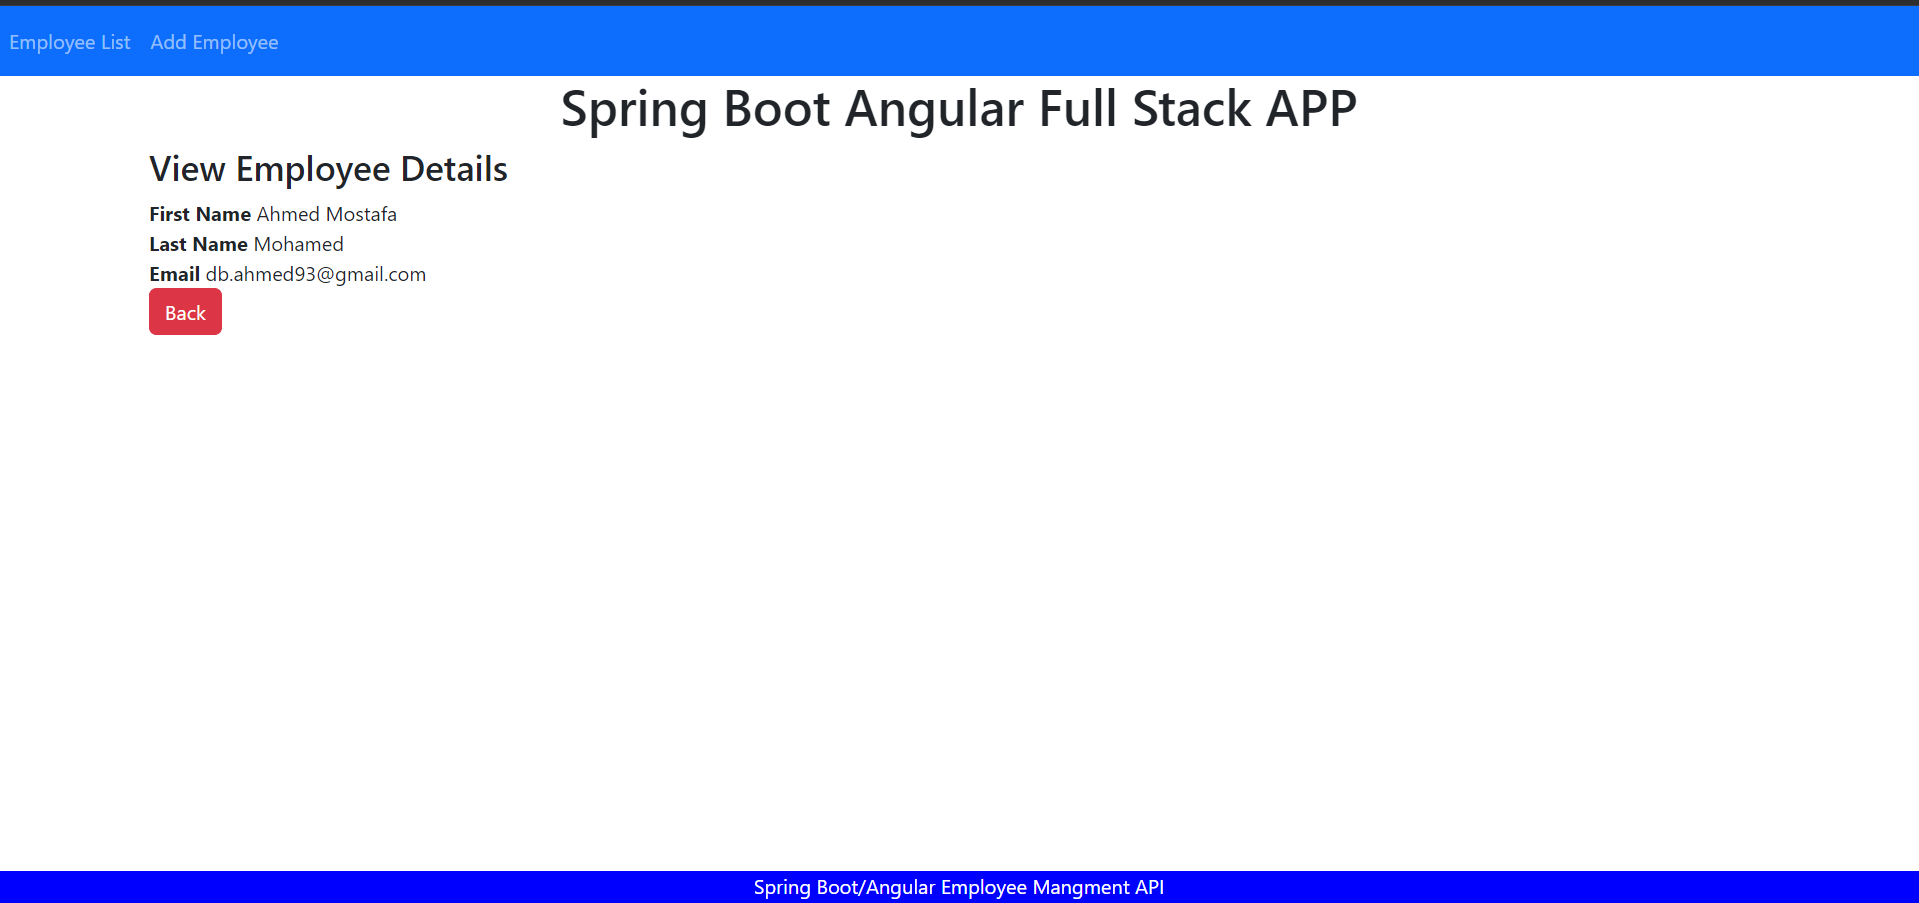 Employee List Add Employee
Spring Boot Angular Full Stack APP
View Employee Details
First Name Ahmed Mostafa
Last Name Mohamed
Email db.ahmed93@gmail.com
Back
Spring Boot/Angular Employee Mangment API